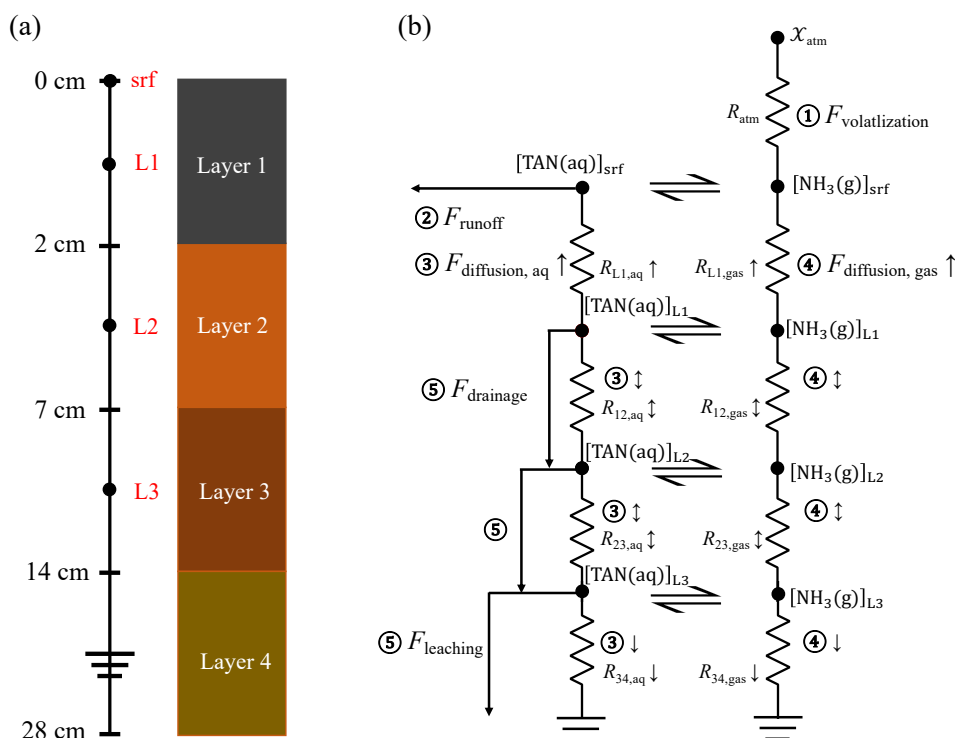 (a)
0 cm
srf
L1
Layer 1
2 cm
L2
Layer 2
7 cm
L3
Layer 3
14 cm
Layer 4
28 cm
(b)
χatm
Ratm
① Fvolatlization
[TAN(aq)]srf
[NH3(g)]srf
② Frunoff
③ Fdiffusion, aq ↑
RL1,aq ↑
RL1,gas ↑
④ Fdiffusion, gas ↑
[TAN(aq)]L1
[NH3(g)]L1
⑤ Fdrainage
③ ↕
R12,aq ↕
④ ↕
R12,gas ↕
[TAN(aq)]L2
[NH3(g)]L2
⑤
③ ↕
R23,aq ↕
④ ↕
R23,gas ↕
[TAN(aq)]L3
[NH3(g)]L3
⑤ Fleaching
③ ↓
R34,aq ↓
④ ↓
R34,gas ↓